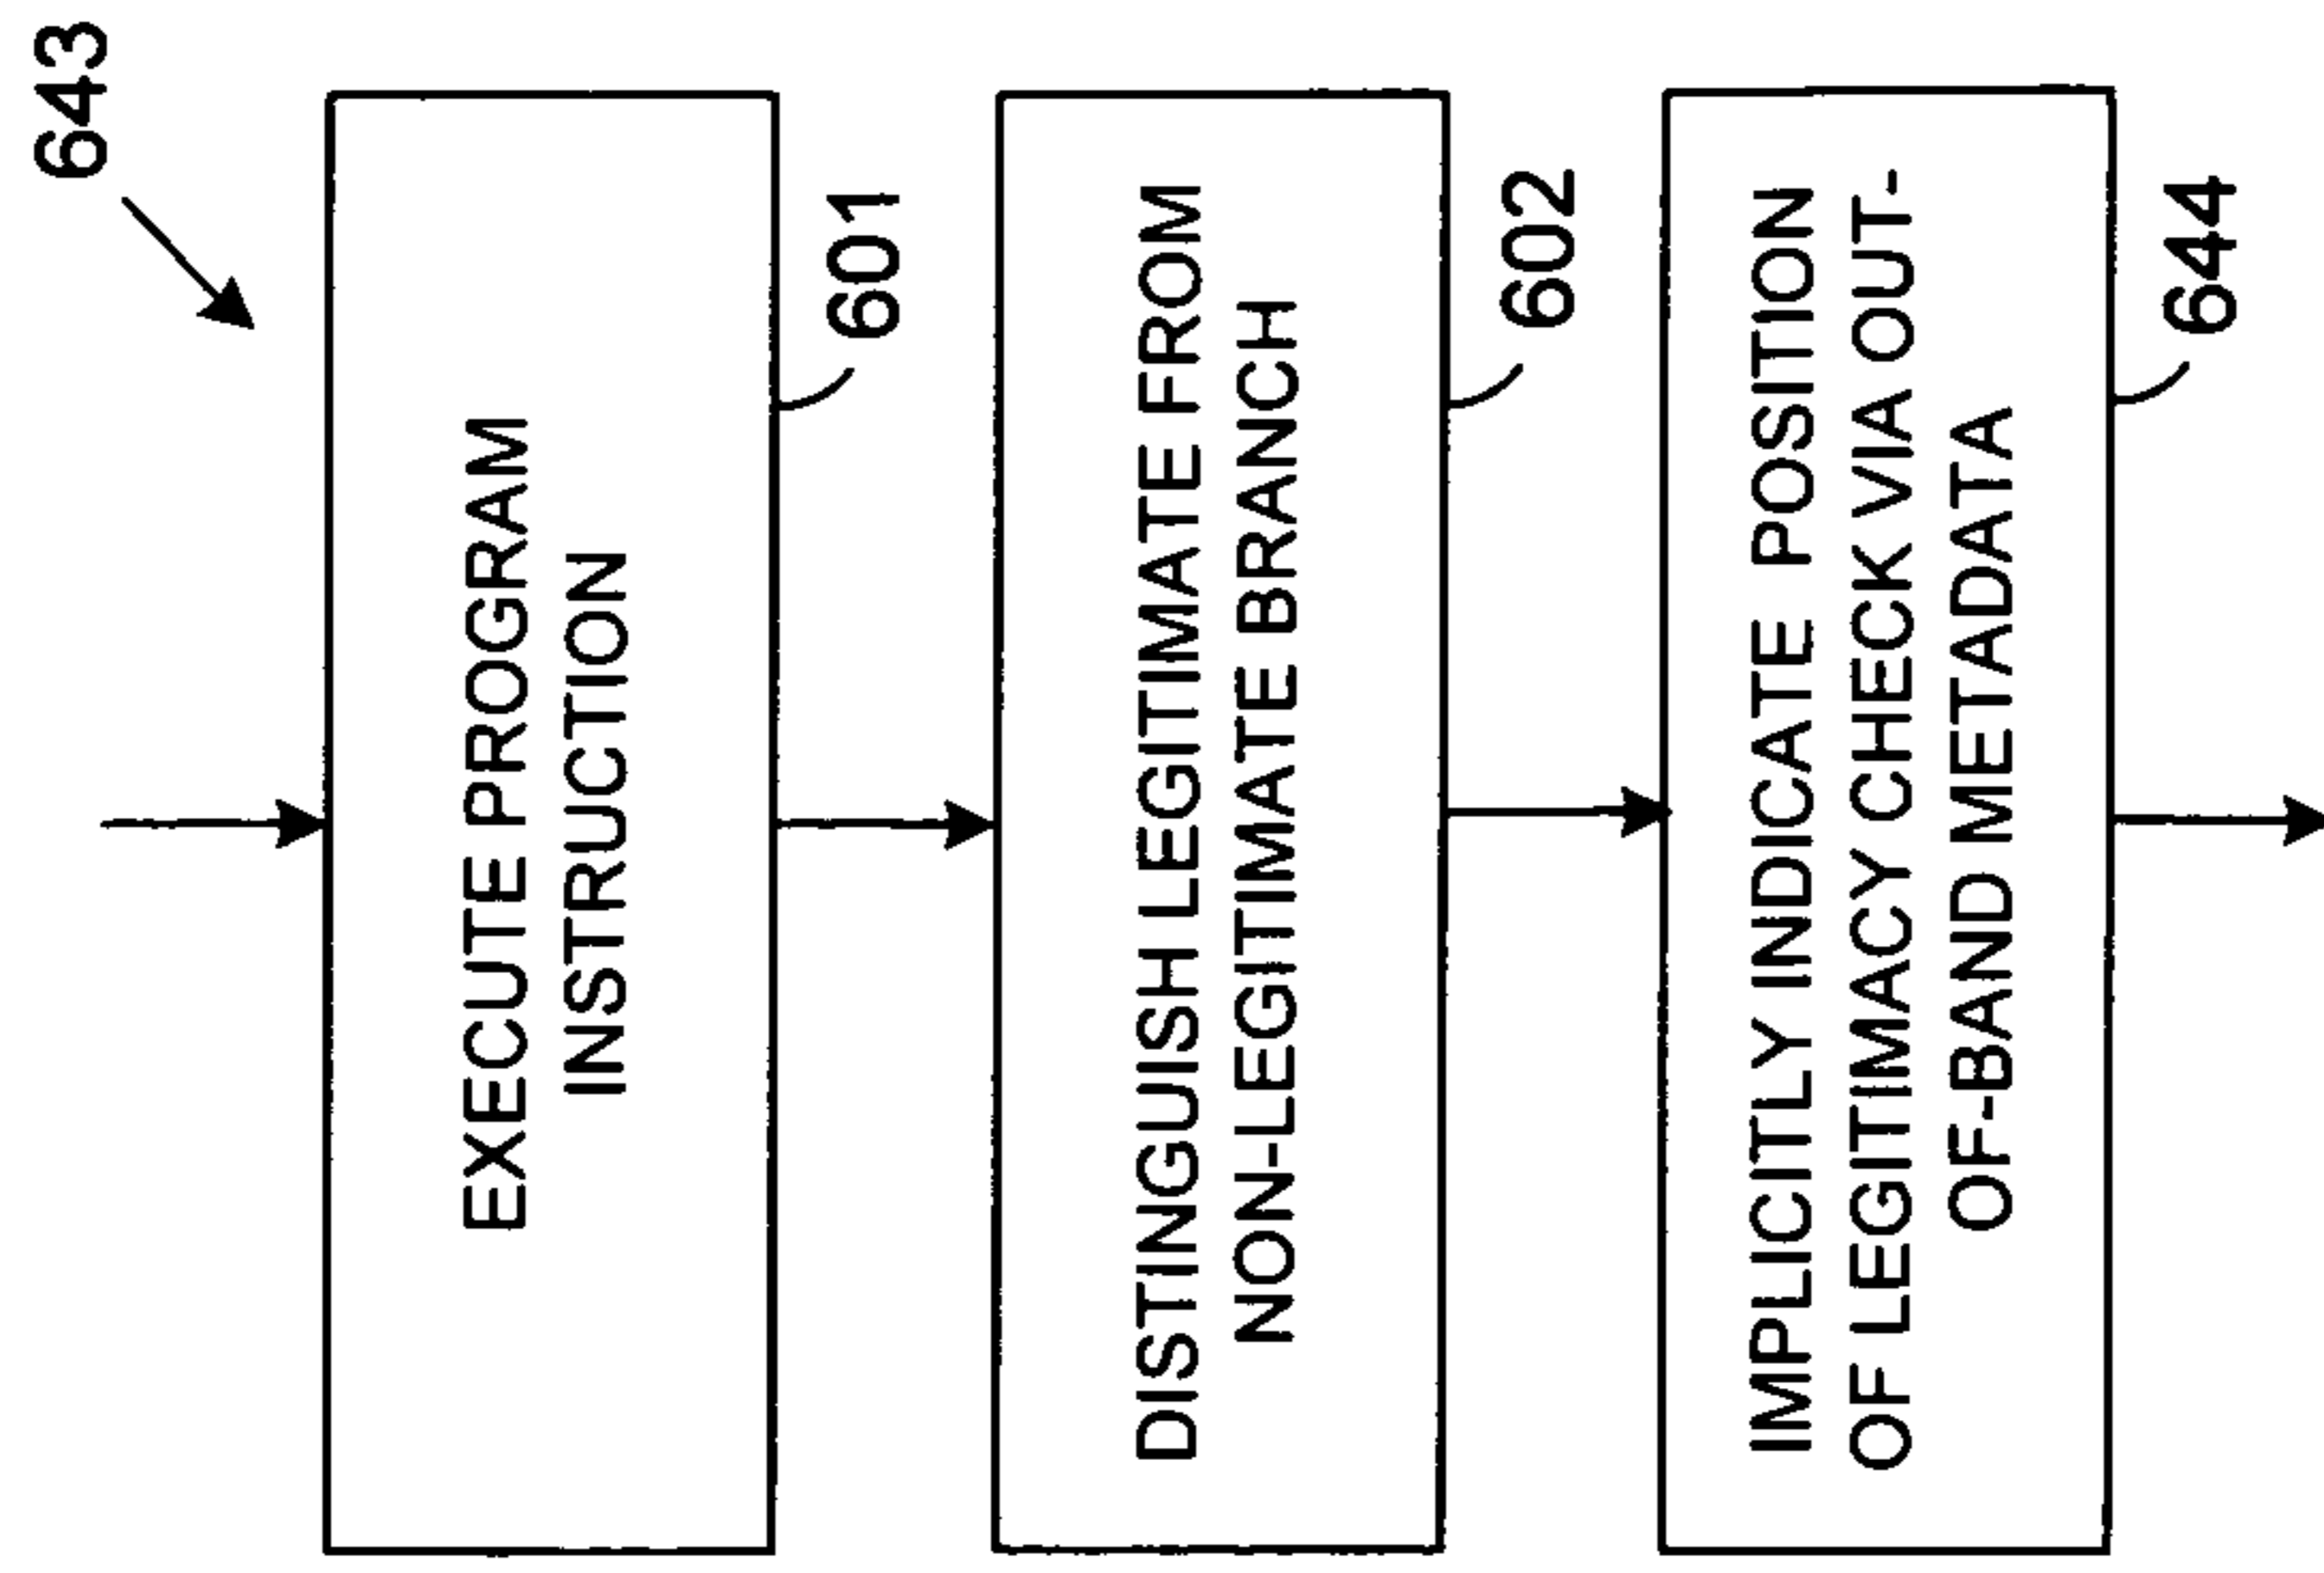 643
EXECUTE PROGRAM
INSTRUCTION
601
DISTINGUISH LEGITIMATE FROM
NON-LEGITIMATE BRANCH
602
IMPLICITLY INDICATE POSITION
OF LEGITIMACY CHECK VIA OUT-
OF-BAND METADATA
644